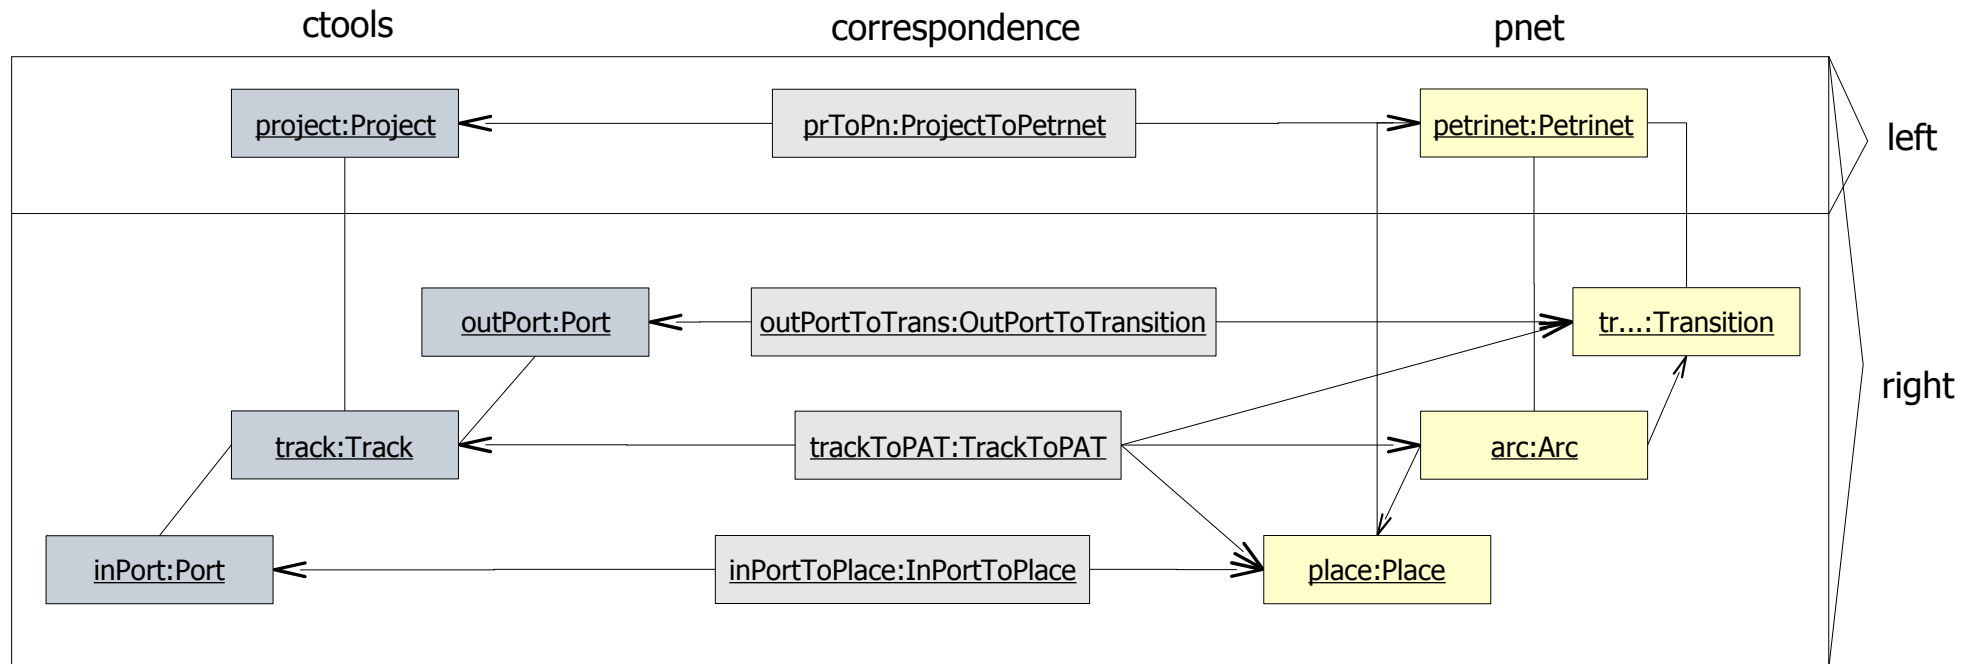 ctools correspondence pnet
project:Project prToPn:ProjectToPetrnet petrinet:Petrinet
left
outPort:Port outPortToTrans:OutPortToTransition tr...:Transition
right
track:Track trackToPAT:TrackToPAT arc:Arc
inPort:Port inPortToPlace:InPortToPlace place:Place